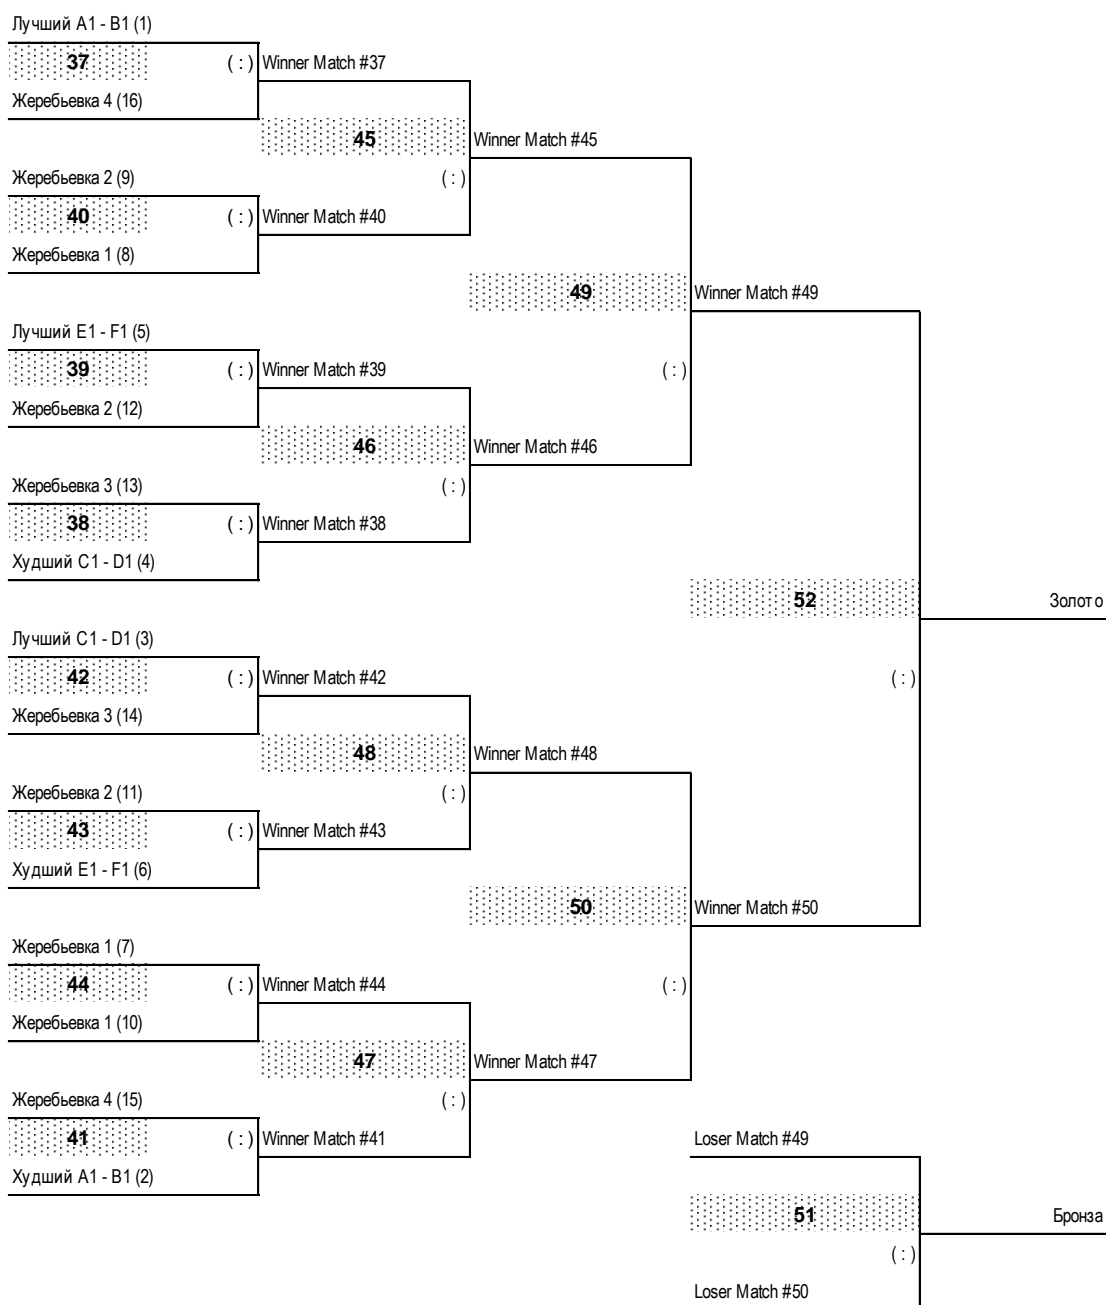 Лучший A1 - B1 (1)
37 ( : ) Winner Match #37
Жеребьевка 4 (16)
45 Winner Match #45
Жеребьевка 2 (9) ( : )
40 ( : ) Winner Match #40
Жеребьевка 1 (8)
49 Winner Match #49
Лучший E1 - F1 (5)
39 ( : ) Winner Match #39 ( : )
Жеребьевка 2 (12)
46 Winner Match #46
Жеребьевка 3 (13) ( : )
38 ( : ) Winner Match #38
Худший C1 - D1 (4)
52 Золото
Лучший C1 - D1 (3)
42 ( : ) Winner Match #42 ( : )
Жеребьевка 3 (14)
48 Winner Match #48
Жеребьевка 2 (11) ( : )
43 ( : ) Winner Match #43
Худший E1 - F1 (6)
50 Winner Match #50
Жеребьевка 1 (7)
44 ( : ) Winner Match #44 ( : )
Жеребьевка 1 (10)
47 Winner Match #47
Жеребьевка 4 (15) ( : )
41 ( : ) Winner Match #41 Loser Match #49
Худший A1 - B1 (2)
51 Бронза
( : )
Loser Match #50